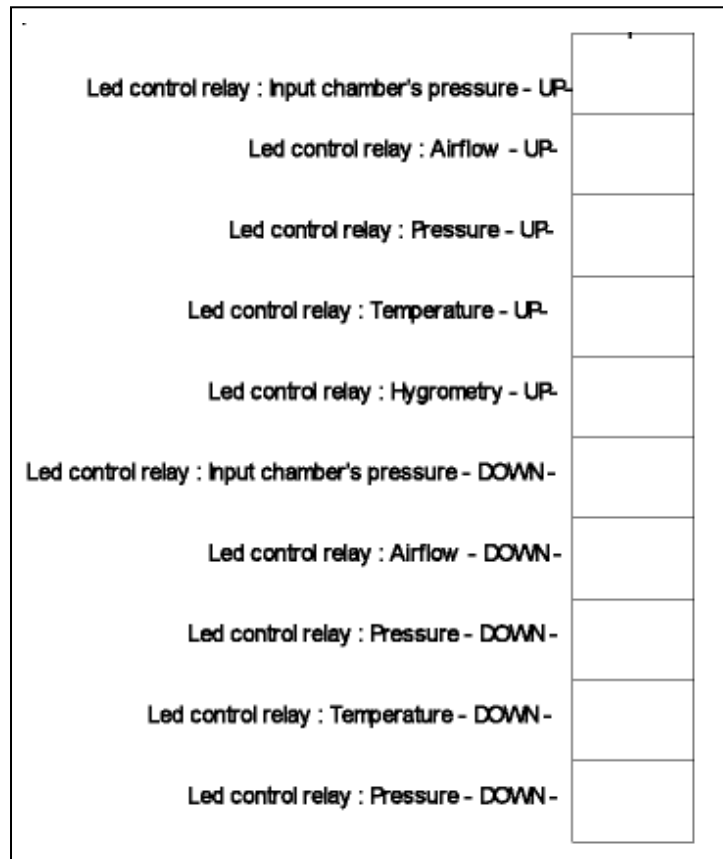 Led control relay : Input chamber's pressure - UP-
Led control relay : Airflow - UP-
Led control relay : Pressure - UP-
Led control relay : Temperature - UP-
Led control relay : Hygrometry - UP-
Led control relay : Input chamber's pressure - DOWN -
Led control relay : Airflow - DOWN -
Led control relay : Pressure - DOWN -
Led control relay : Temperature - DOWN -
Led control relay : Pressure - DOWN -